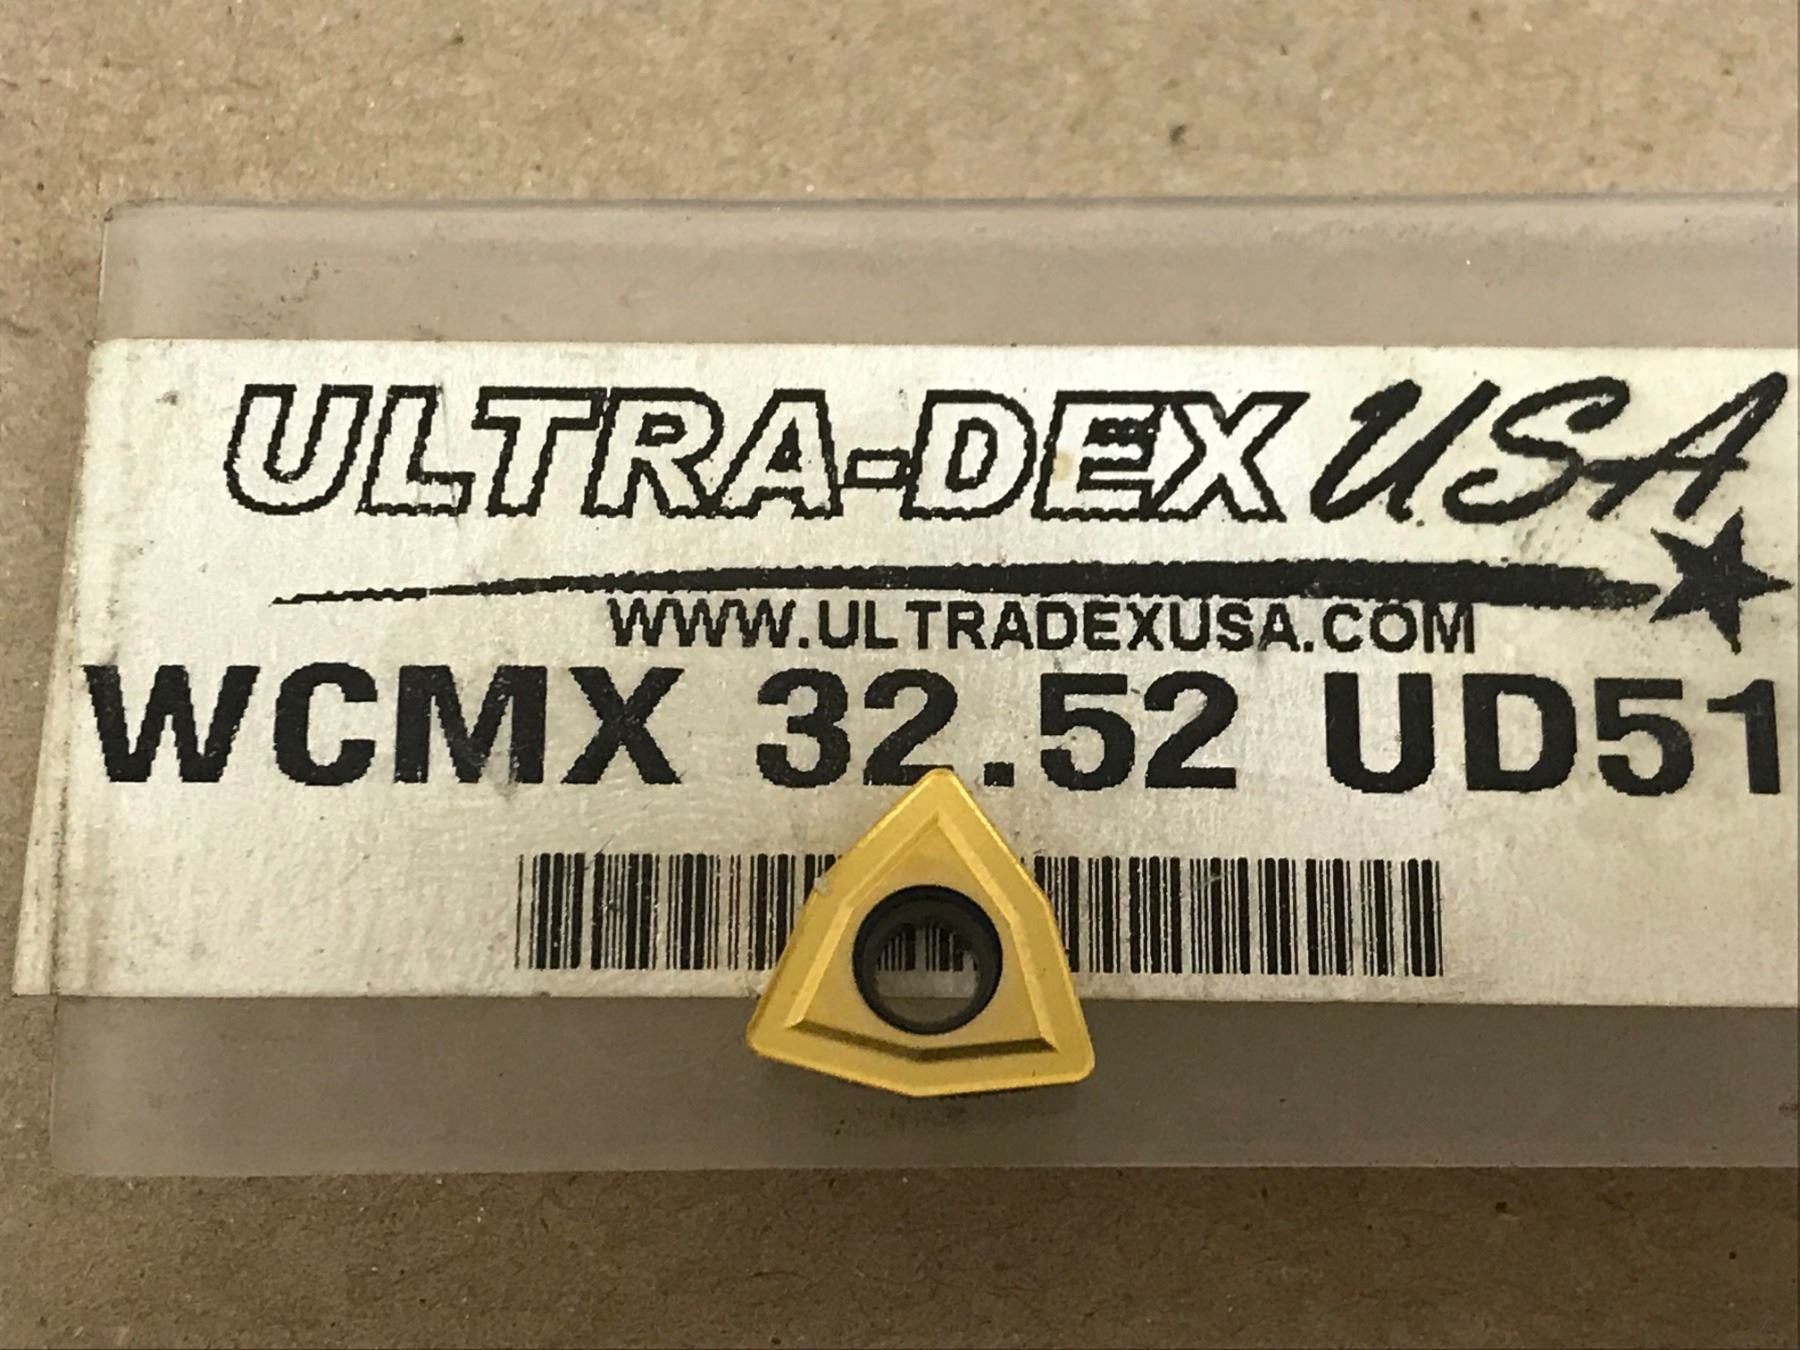 ULTRA-DEX USA
WWW.ULTRADEXUSA.COM
WCMX 32.52 UD51